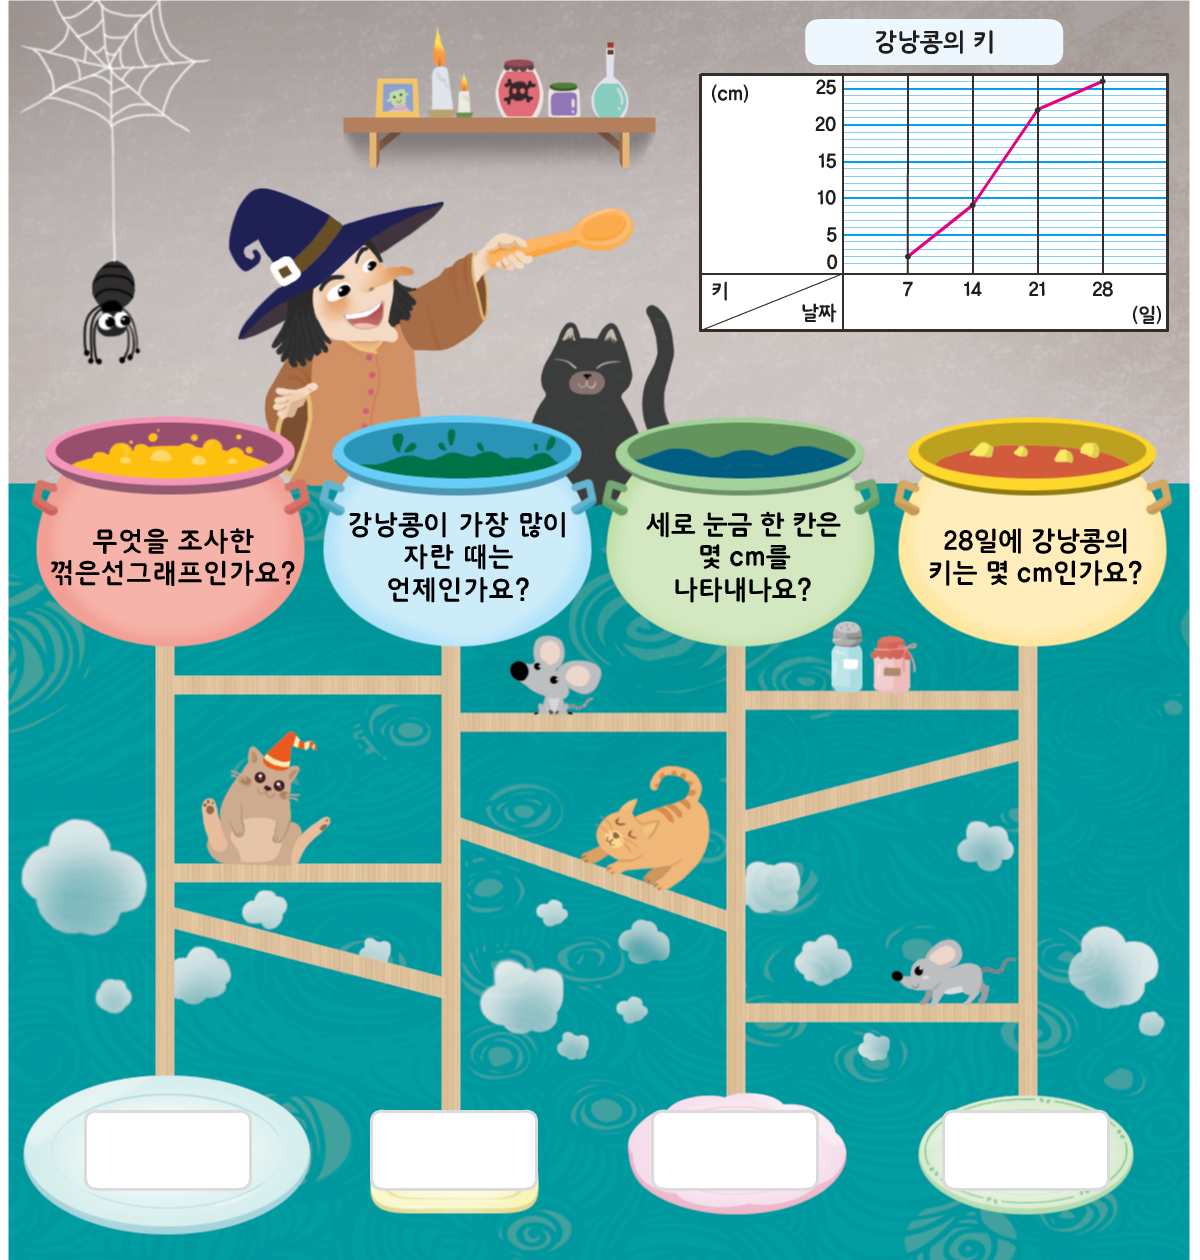 강낭콩의 키
(cm)
25
20
15
10
5
0
키
날짜
7 14 21 28
(일)
무엇을 조사한
꺾은선그래프인가요?
강낭콩이 가장 많이
자란 때는
언제인가요?
세로 눈금 한 칸은
몇 cm를
나타내나요?
28일에 강낭콩의
키는 몇 cm인가요?